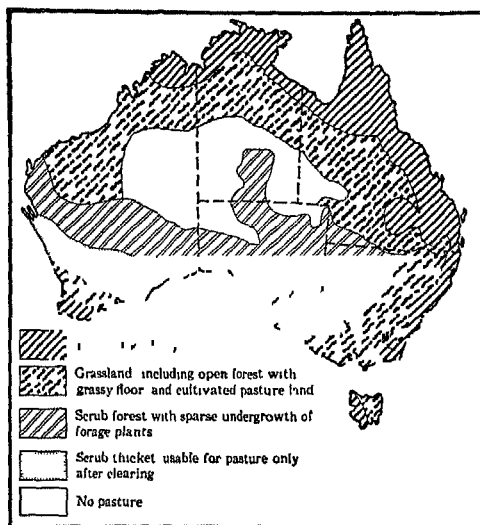 Grassland including open forest with
grassy floor and cultivated pasture land
Scrub forest with sparse undergrowth of
forage plants
Scrub thicket usable for pasture only
after clearing
No pasture